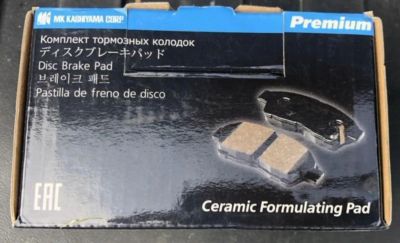 MK KASHIYAMA CORP.
Premium
Комплект тормозных колодок
ディスクブレーキパッド
Disc Brake Pad
브레이크 패드
Pastilla de freno de disco
EAC
Ceramic Formulating Pad